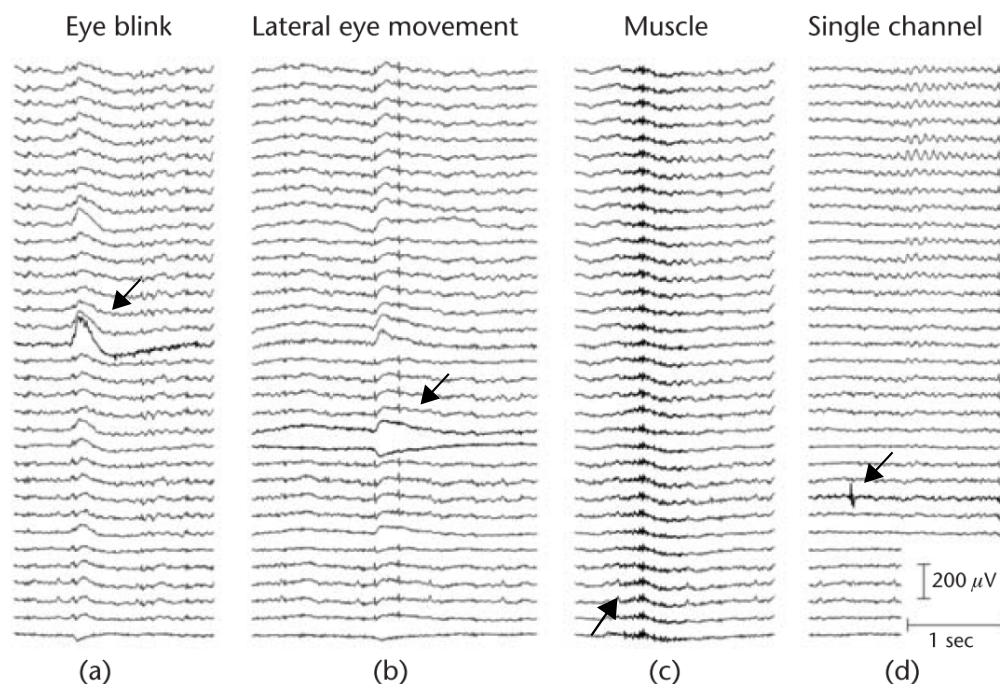 Eye blink
Lateral eye movement
Muscle
Single channel
200 μV
1 sec
(a)
(b)
(c)
(d)